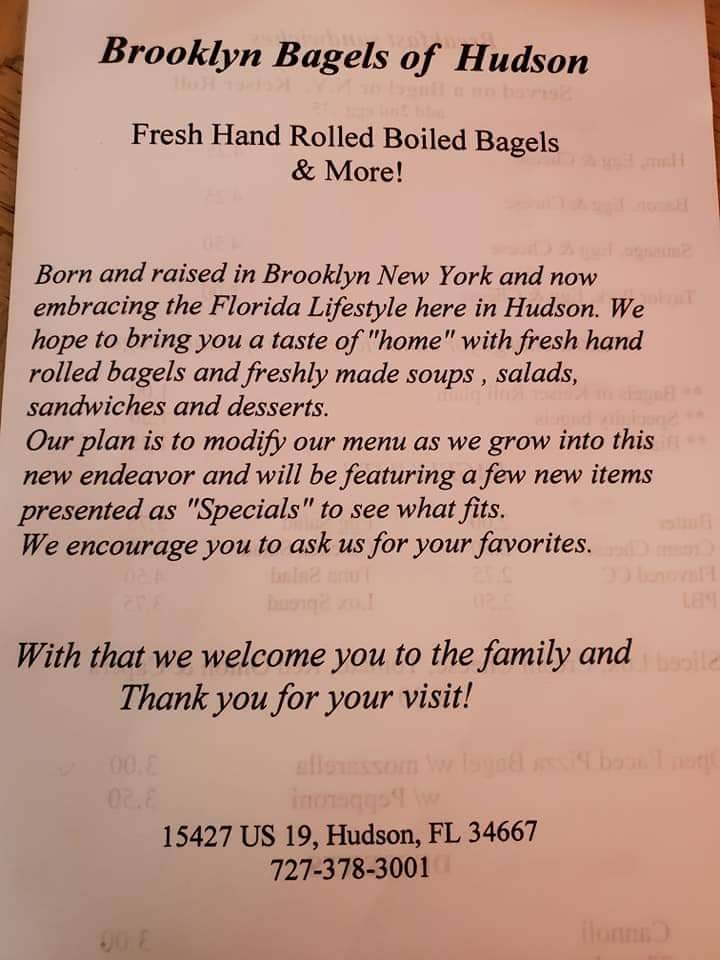 Brooklyn Bagels of Hudson
Fresh Hand Rolled Boiled Bagels
& More!
Born and raised in Brooklyn New York and now
embracing the Florida Lifestyle here in Hudson. We
hope to bring you a taste of "home" with fresh hand
rolled bagels and freshly made soups , salads,
sandwiches and desserts.
Our plan is to modify our menu as we grow into this
new endeavor and will be featuring a few new items
presented as "Specials" to see what fits.
We encourage you to ask us for your favorites.
With that we welcome you to the family and
Thank you for your visit!
15427 US 19, Hudson, FL 34667
727-378-3001